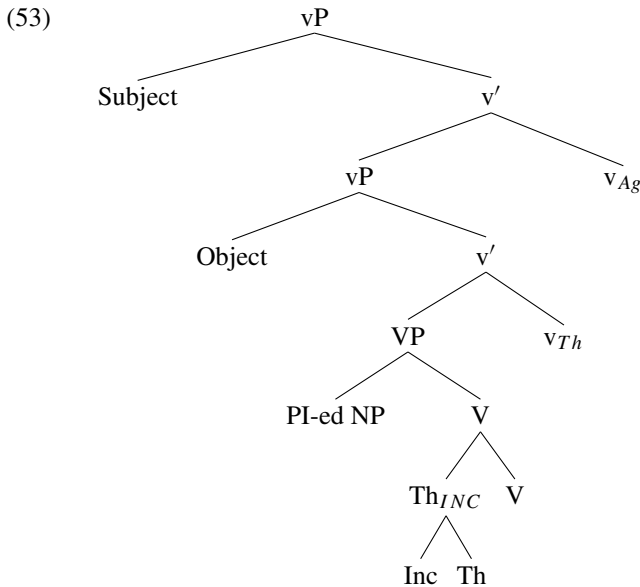 (53) vP
Subject v′
vP v_Ag
Object v′
VP v_Th
PI-ed NP V
Th_INC V
Inc Th